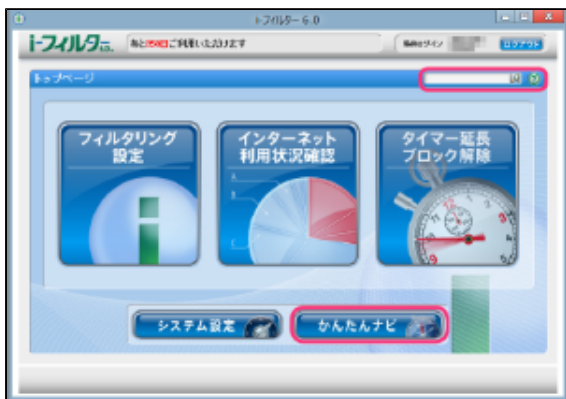 i-フィルター 6.0
i-フィルター6.0
ご利用いただけます
ログアウト
トップページ
フィルタリング
設定
インターネット
利用状況確認
タイマー延長
ブロック解除
システム設定
かんたんナビ